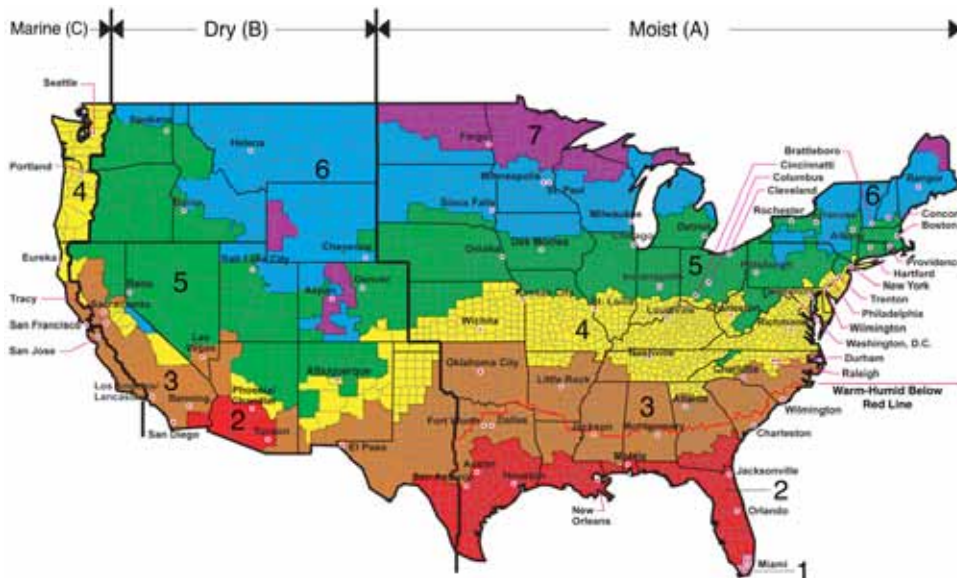 Marine (C)
Dry (B)
Moist (A)
Seattle
Spokane
Helena
Fargo
7
Brattleboro
Cincinnatti
Columbus
Cleveland
Portland
4
6
Minneapolis
St. Paul
Rochester
6
Bangor
Boise
Sioux Falls
Milwaukee
Detroit
Albany
Concord
Boston
Eureka
Cheyenne
Salt Lake City
Omaha
Des Moines
Chicago
5
Pittsburgh
Providence
Hartford
New York
Reno
5
Aspen
Denver
Indianapolis
Trenton
Tracy
Sacramento
Kansas City
St. Louis
Charleston
Philadelphia
San Francisco
Wichita
4
Louisville
Richmond
Wilmington
San Jose
Las Vegas
Nashville
Washington, D.C.
Albuquerque
Oklahoma City
Durham
3
Little Rock
Charlotte
Raleigh
Los Angeles
Lancaster
Banning
Phoenix
2
3
Atlanta
Warm-Humid Below
Red Line
Wilmington
San Diego
Tucson
El Paso
Fort Worth
Dallas
Jackson
Montgomery
Charleston
Austin
Mobile
San Antonio
Houston
Jacksonville
2
New
Orleans
Orlando
Miami
1